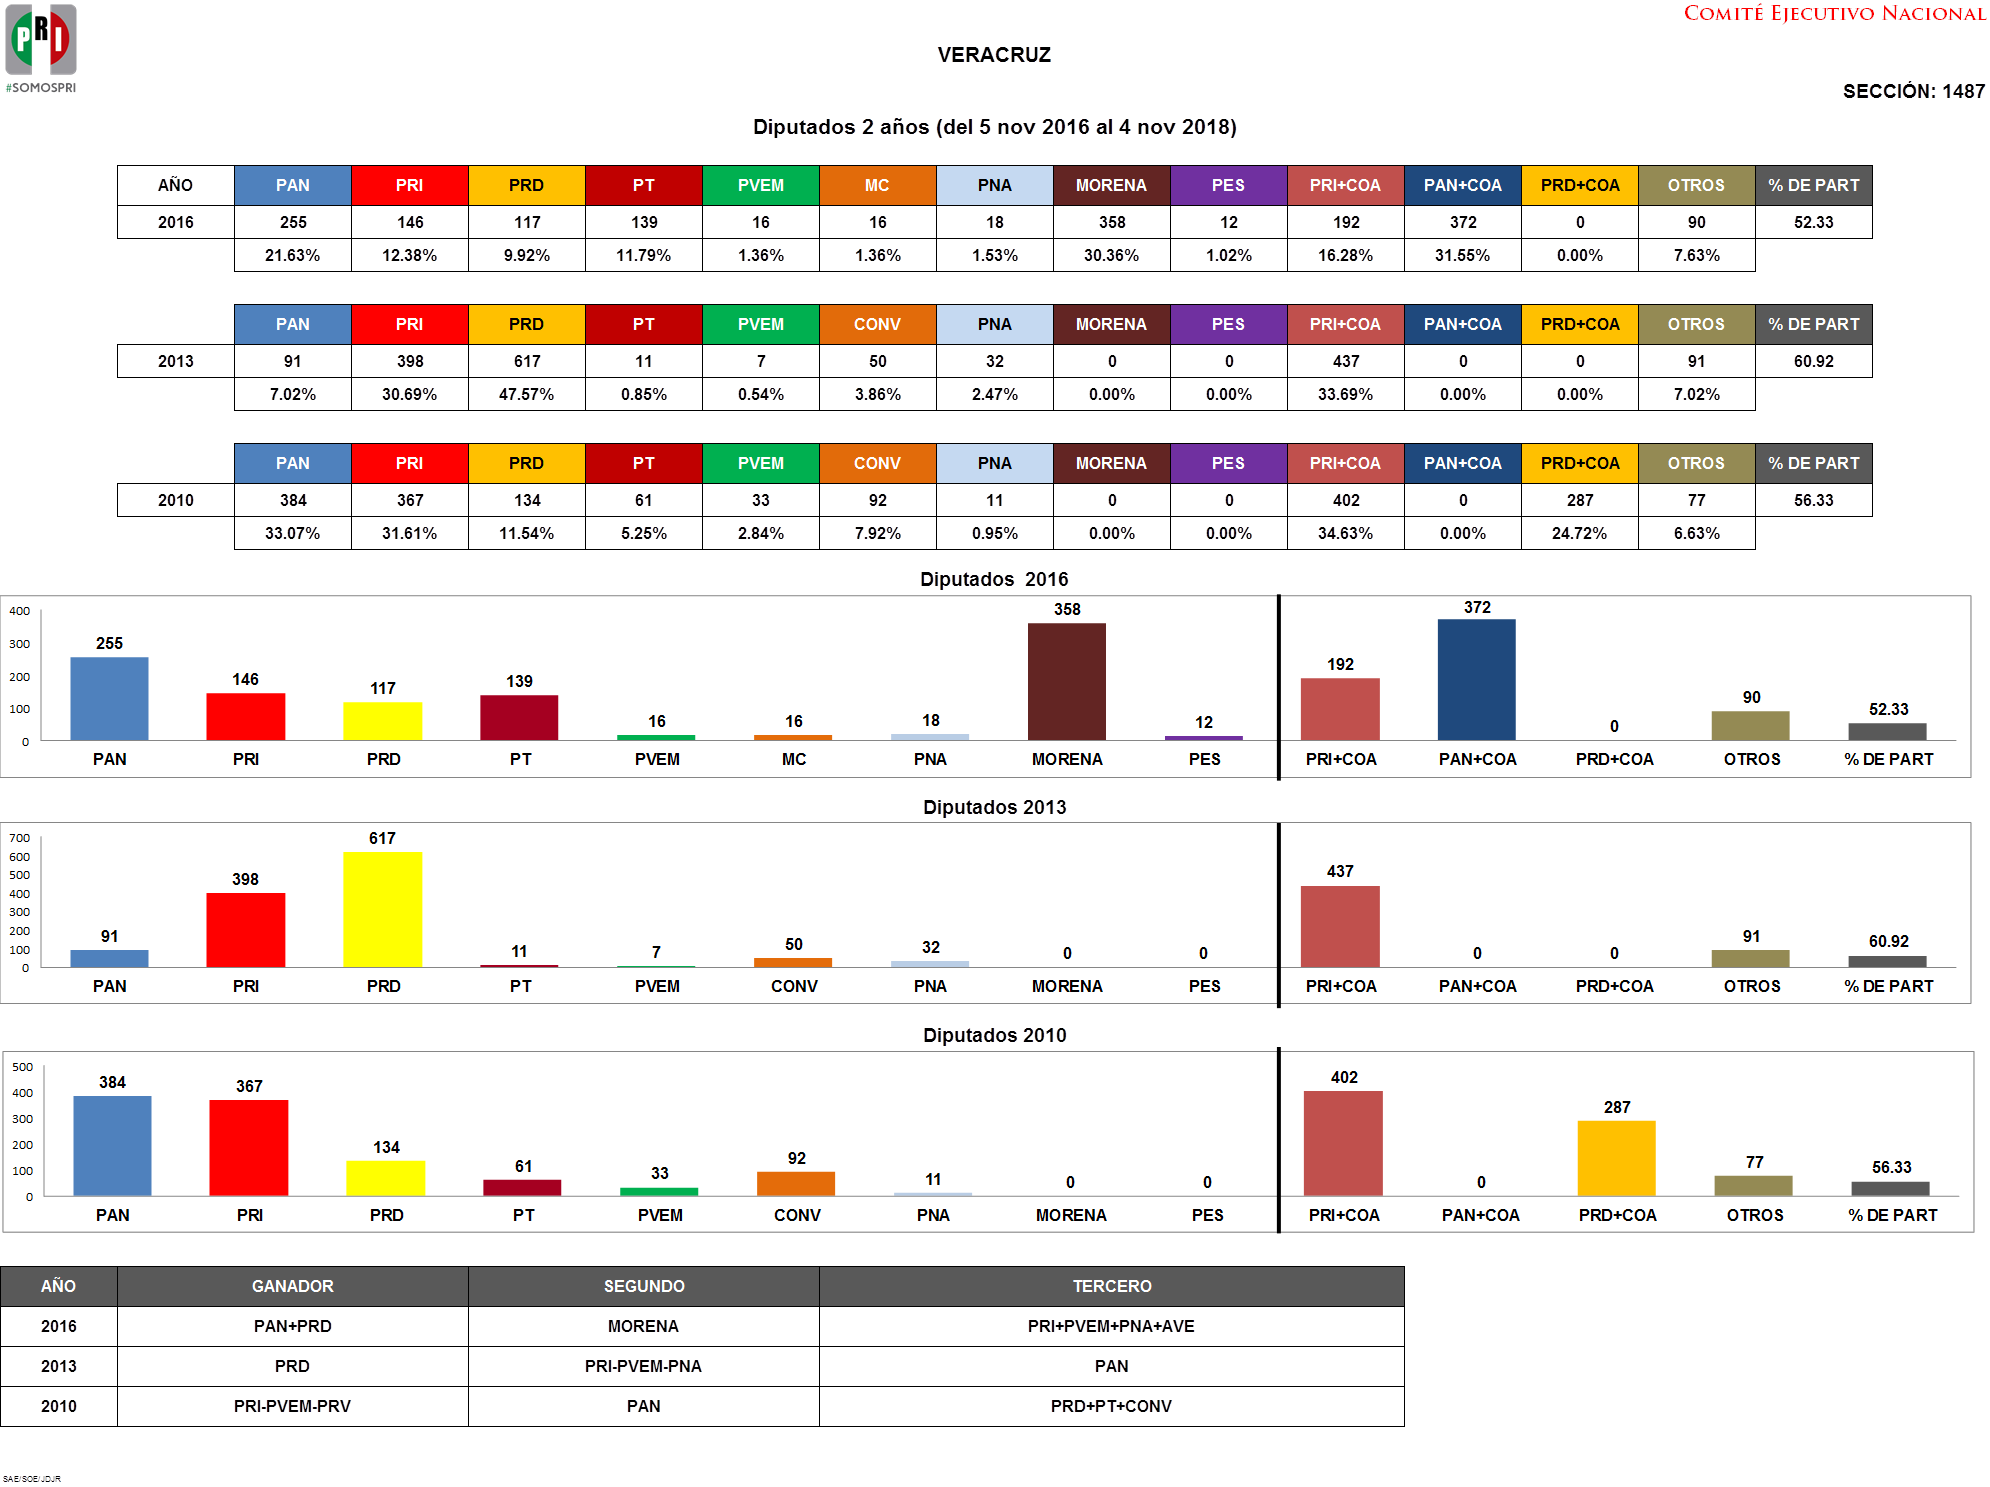 PRI
#SOMOSPRI
COMITÉ EJECUTIVO NACIONAL
VERACRUZ
SECCIÓN: 1487
Diputados 2 años (del 5 nov 2016 al 4 nov 2018)
AÑO PAN PRI PRD PT PVEM MC PNA MORENA PES PRI+COA PAN+COA PRD+COA OTROS % DE PART
2016 255 146 117 139 16 16 18 358 12 192 372 0 90 52.33
21.63% 12.38% 9.92% 11.79% 1.36% 1.36% 1.53% 30.36% 1.02% 16.28% 31.55% 0.00% 7.63%
PAN PRI PRD PT PVEM CONV PNA MORENA PES PRI+COA PAN+COA PRD+COA OTROS % DE PART
2013 91 398 617 11 7 50 32 0 0 437 0 0 91 60.92
7.02% 30.69% 47.57% 0.85% 0.54% 3.86% 2.47% 0.00% 0.00% 33.69% 0.00% 0.00% 7.02%
PAN PRI PRD PT PVEM CONV PNA MORENA PES PRI+COA PAN+COA PRD+COA OTROS % DE PART
2010 384 367 134 61 33 92 11 0 0 402 0 287 77 56.33
33.07% 31.61% 11.54% 5.25% 2.84% 7.92% 0.95% 0.00% 0.00% 34.63% 0.00% 24.72% 6.63%
Diputados 2016
400
300
200
100
0
255 146 117 139 16 16 18 358 12 192 372 0 90 52.33
PAN PRI PRD PT PVEM MC PNA MORENA PES PRI+COA PAN+COA PRD+COA OTROS % DE PART
Diputados 2013
700
600
500
400
300
200
100
0
91 398 617 11 7 50 32 0 0 437 0 0 91 60.92
PAN PRI PRD PT PVEM CONV PNA MORENA PES PRI+COA PAN+COA PRD+COA OTROS % DE PART
Diputados 2010
500
400
300
200
100
0
384 367 134 61 33 92 11 0 0 402 0 287 77 56.33
PAN PRI PRD PT PVEM CONV PNA MORENA PES PRI+COA PAN+COA PRD+COA OTROS % DE PART
AÑO GANADOR SEGUNDO TERCERO
2016 PAN+PRD MORENA PRI+PVEM+PNA+AVE
2013 PRD PRI-PVEM-PNA PAN
2010 PRI-PVEM-PRV PAN PRD+PT+CONV
SAE/SOE/JDJR